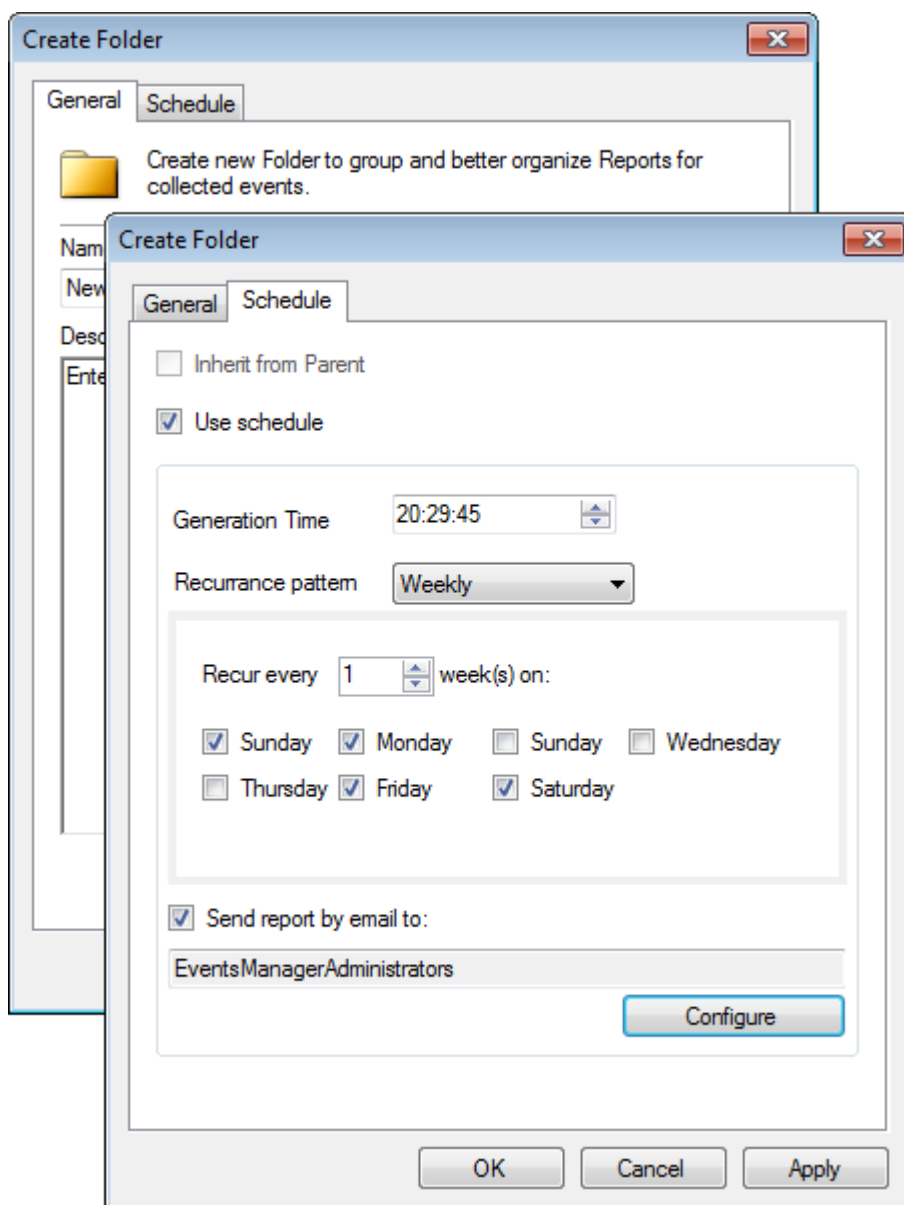 Create Folder
General Schedule
Create new Folder to group and better organize Reports for
collected events.
Nam
New
Desc
Ente
Create Folder
General Schedule
Inherit from Parent
Use schedule
Generation Time 20:29:45
Recurrance pattern Weekly
Recur every 1 week(s) on:
Sunday Monday Sunday Wednesday
Thursday Friday Saturday
Send report by email to:
EventsManagerAdministrators
Configure
OK Cancel Apply